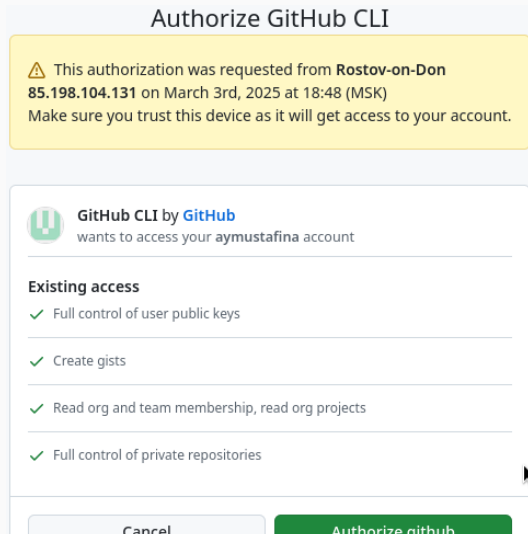 Authorize GitHub CLI
This authorization was requested from Rostov-on-Don
85.198.104.131 on March 3rd, 2025 at 18:48 (MSK)
Make sure you trust this device as it will get access to your account.
GitHub CLI by GitHub
wants to access your aymustafina account
Existing access
Full control of user public keys
Create gists
Read org and team membership, read org projects
Full control of private repositories
Cancel
Authorize github